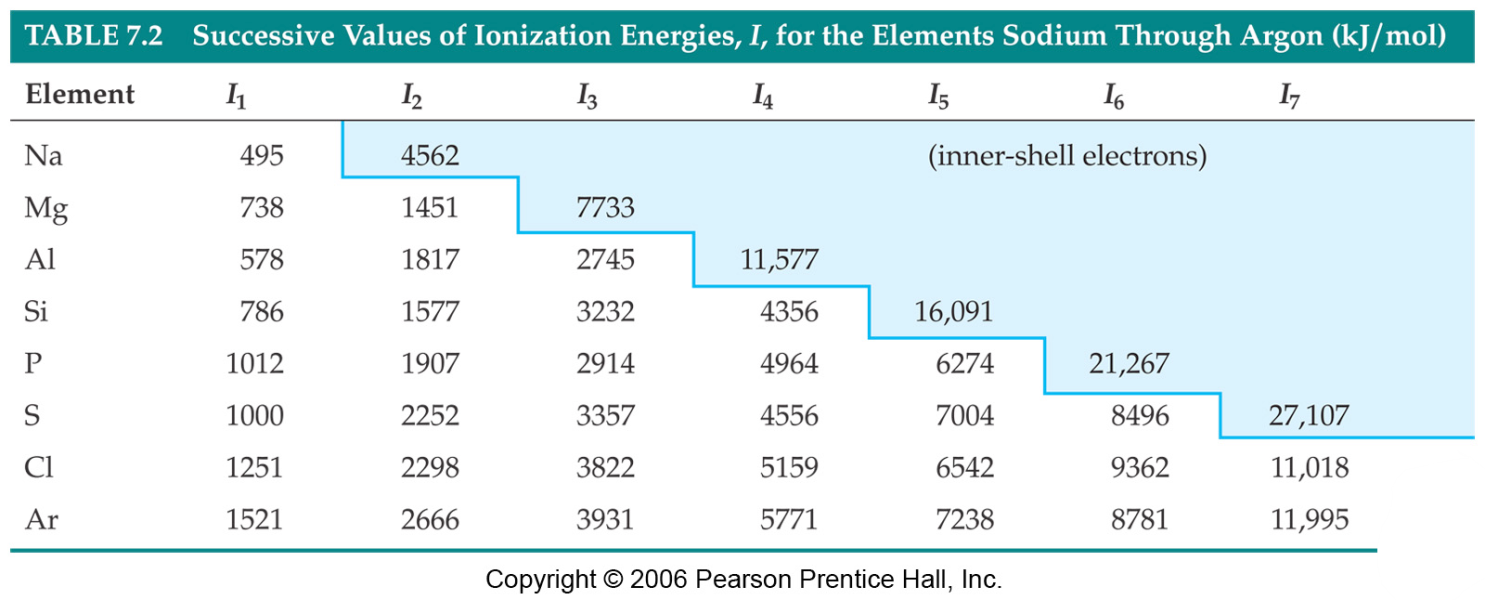 TABLE 7.2 Successive Values of Ionization Energies, I, for the Elements Sodium Through Argon (kJ/mol)
Element I₁ I₂ I₃ I₄ I₅ I₆ I₇
Na 495 4562 (inner-shell electrons)
Mg 738 1451 7733
Al 578 1817 2745 11,577
Si 786 1577 3232 4356 16,091
P 1012 1907 2914 4964 6274 21,267
S 1000 2252 3357 4556 7004 8496 27,107
Cl 1251 2298 3822 5159 6542 9362 11,018
Ar 1521 2666 3931 5771 7238 8781 11,995
Copyright © 2006 Pearson Prentice Hall, Inc.